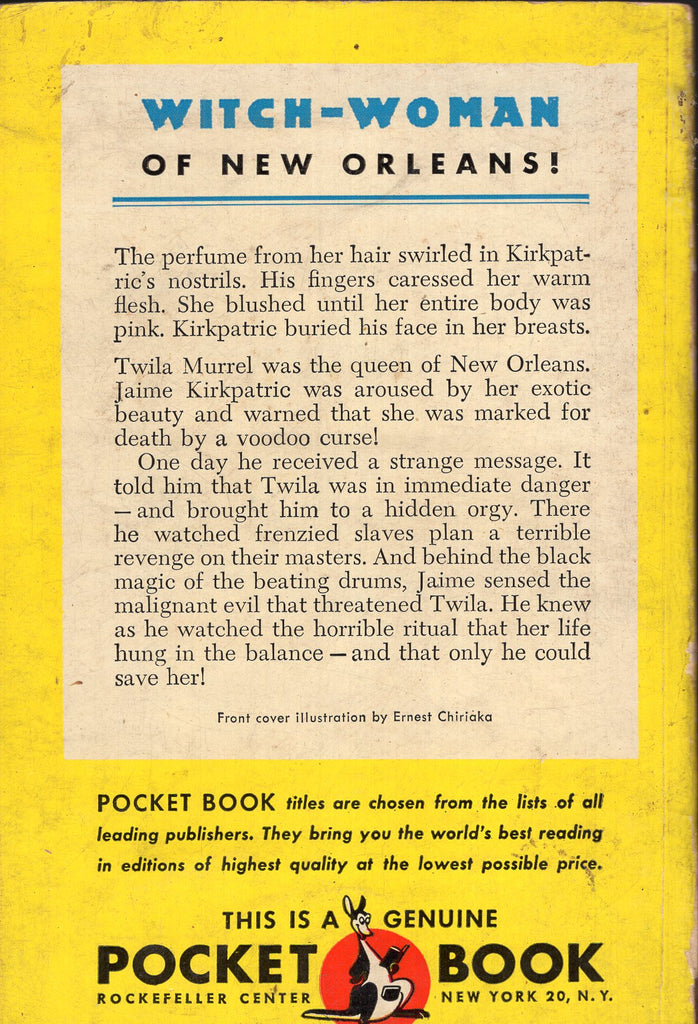 WITCH-WOMAN
OF NEW ORLEANS!
The perfume from her hair swirled in Kirkpat-
ric's nostrils. His fingers caressed her warm
flesh. She blushed until her entire body was
pink. Kirkpatric buried his face in her breasts.
Twila Murrel was the queen of New Orleans.
Jaime Kirkpatric was aroused by her exotic
beauty and warned that she was marked for
death by a voodoo curse!
One day he received a strange message. It
told him that Twila was in immediate danger
—and brought him to a hidden orgy. There
he watched frenzied slaves plan a terrible
revenge on their masters. And behind the black
magic of the beating drums, Jaime sensed the
malignant evil that threatened Twila. He knew
as he watched the horrible ritual that her life
hung in the balance—and that only he could
save her!
Front cover illustration by Ernest Chiriaka
POCKET BOOK titles are chosen from the lists of all
leading publishers. They bring you the world's best reading
in editions of highest quality at the lowest possible price.
THIS IS A GENUINE
POCKET BOOK
ROCKEFELLER CENTER NEW YORK 20, N.Y.